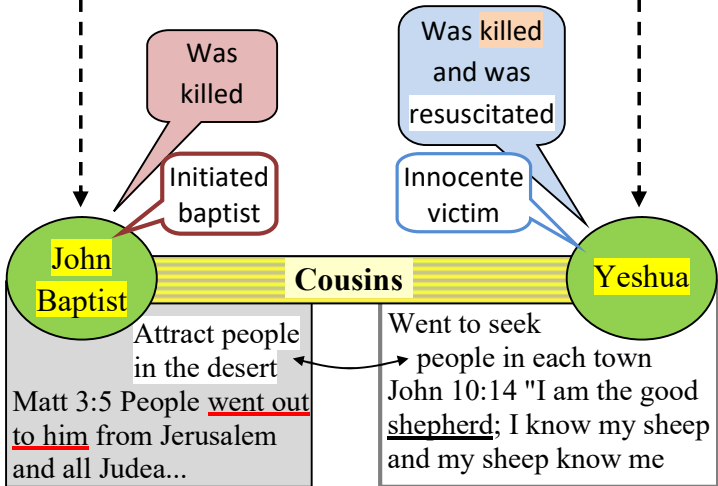 Was
killed
Was killed
and was
resuscitated
Initiated
baptist
Innocente
victim
John
Baptist
Cousins
Yeshua
Attract people
in the desert
Matt 3:5 People went out
to him from Jerusalem
and all Judea...
Went to seek
people in each town
John 10:14 "I am the good
shepherd; I know my sheep
and my sheep know me